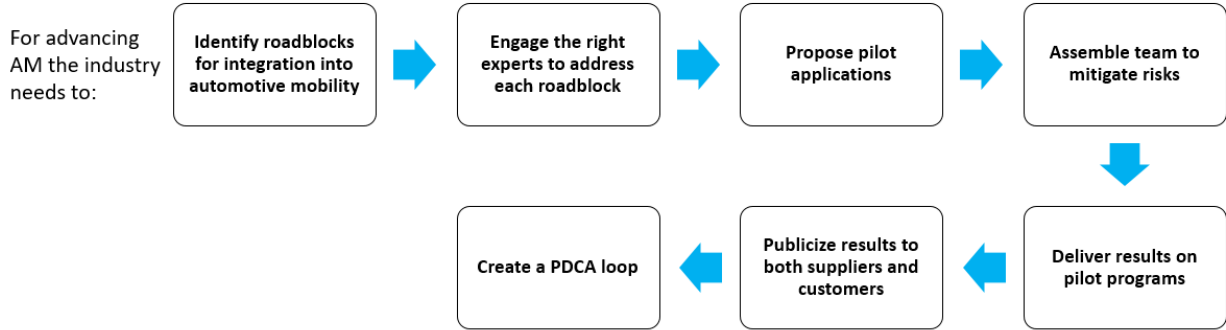 For advancing
AM the industry
needs to:
Identify roadblocks
for integration into
automotive mobility
Engage the right
experts to address
each roadblock
Propose pilot
applications
Assemble team to
mitigate risks
Deliver results on
pilot programs
Publicize results to
both suppliers and
customers
Create a PDCA loop